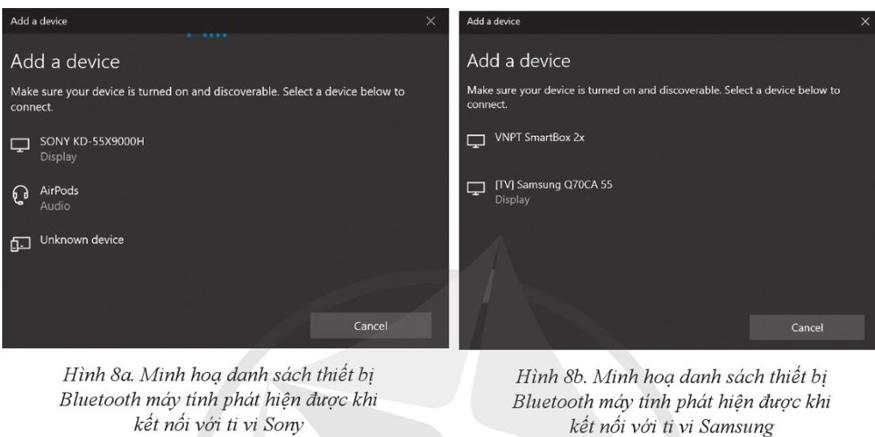 Add a device
Add a device
Make sure your device is turned on and discoverable. Select a device below to
connect.
SONY KD-55X9000H
Display
AirPods
Audio
Unknown device
Cancel
Hình 8a. Minh hoạ danh sách thiết bị
Bluetooth máy tính phát hiện được khi
kết nối với ti vi Sony
Add a device
Add a device
Make sure your device is turned on and discoverable. Select a device below to
connect.
VNPT SmartBox 2x
[TV] Samsung Q70CA 55
Display
Cancel
Hình 8b. Minh hoạ danh sách thiết bị
Bluetooth máy tính phát hiện được khi
kết nối với ti vi Samsung